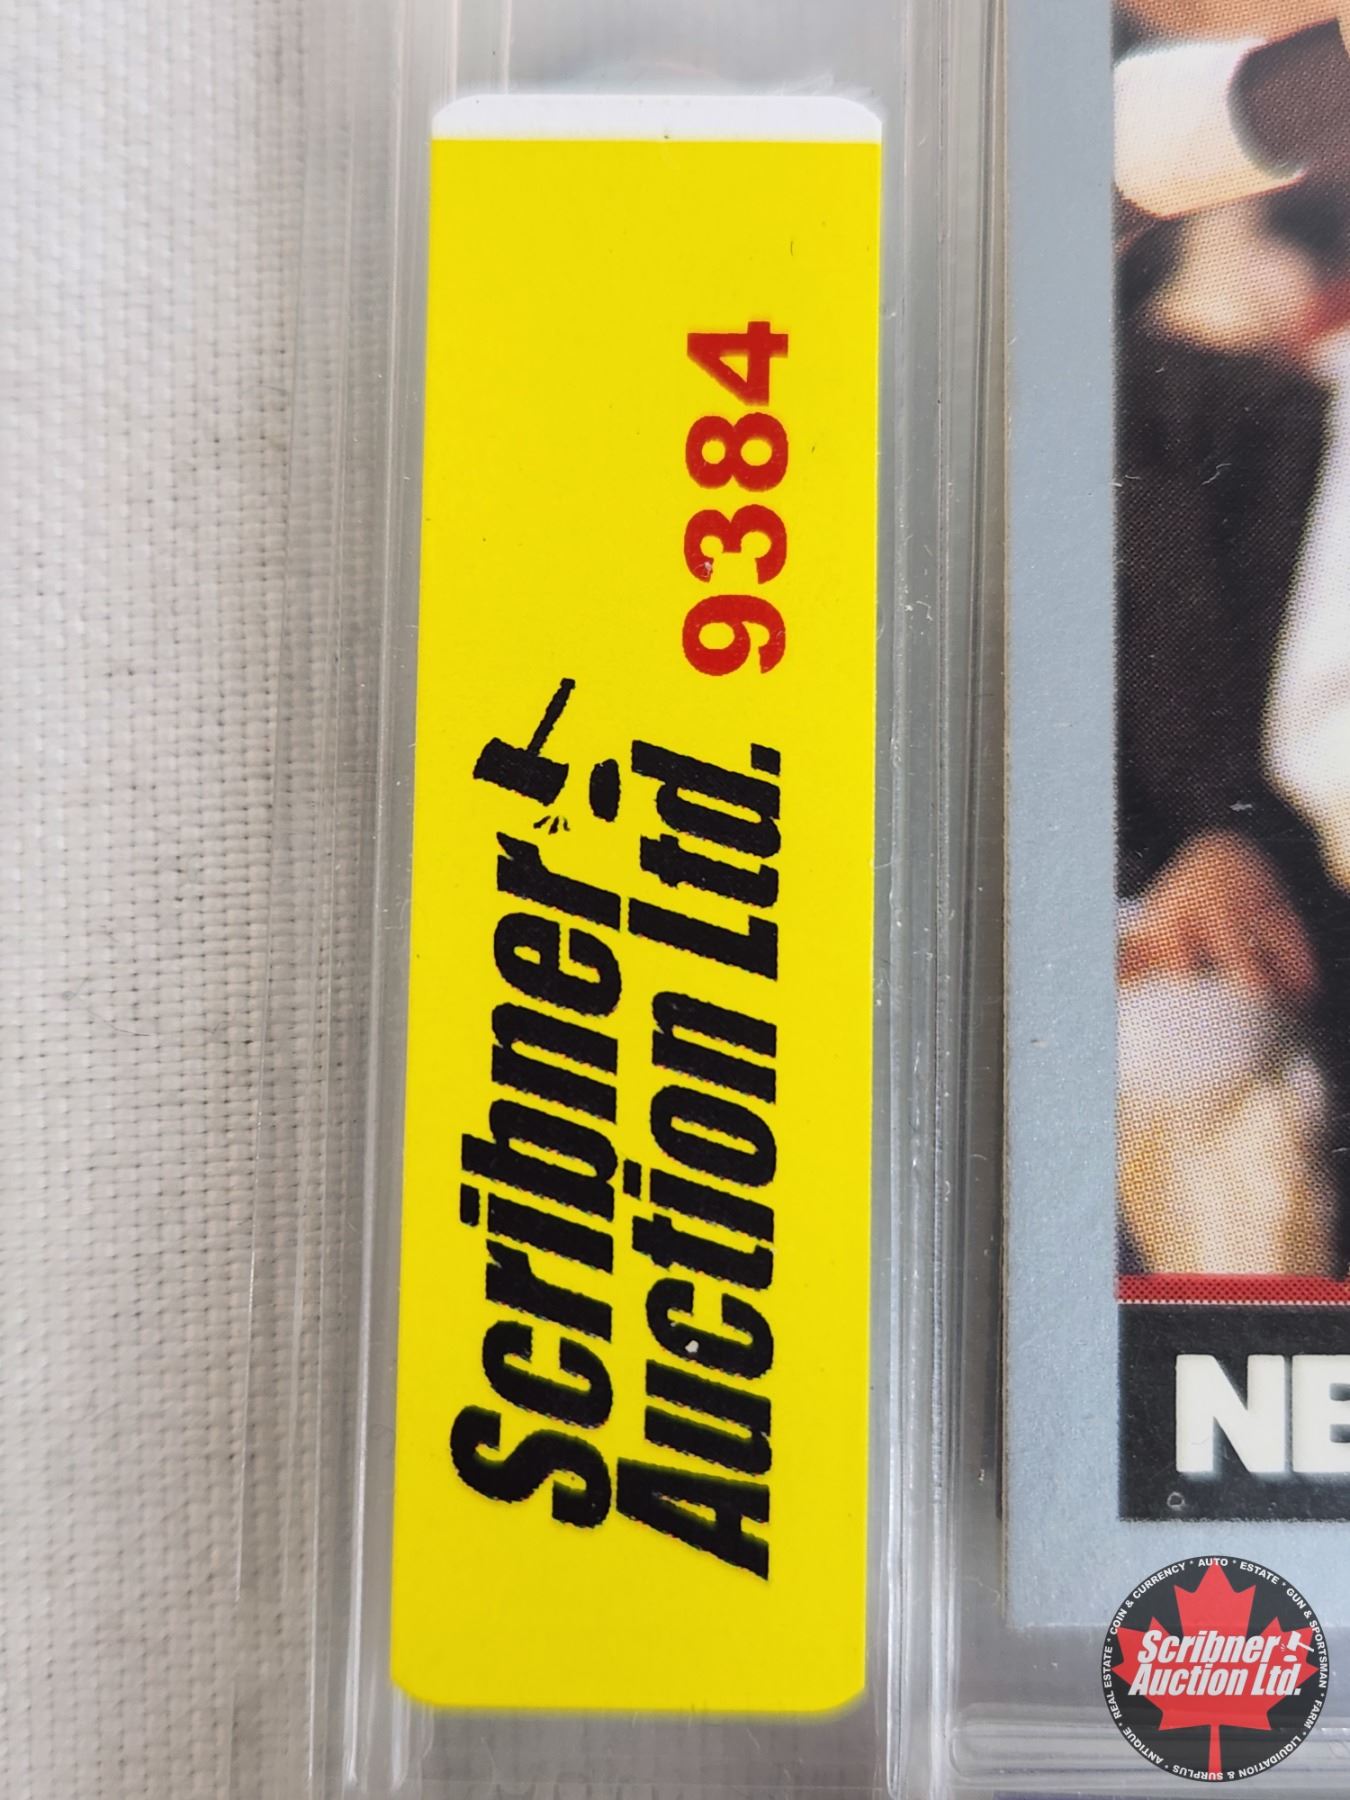 Scribner
Auction Ltd. 9384
NE
REAL ESTATE * COIN & CURRENCY * AUTO * ESTATE * GUN & SPORTSMAN * FARM * LIQUIDATION & SURPLUS * ANTIQUE *
Scribner
Auction Ltd.